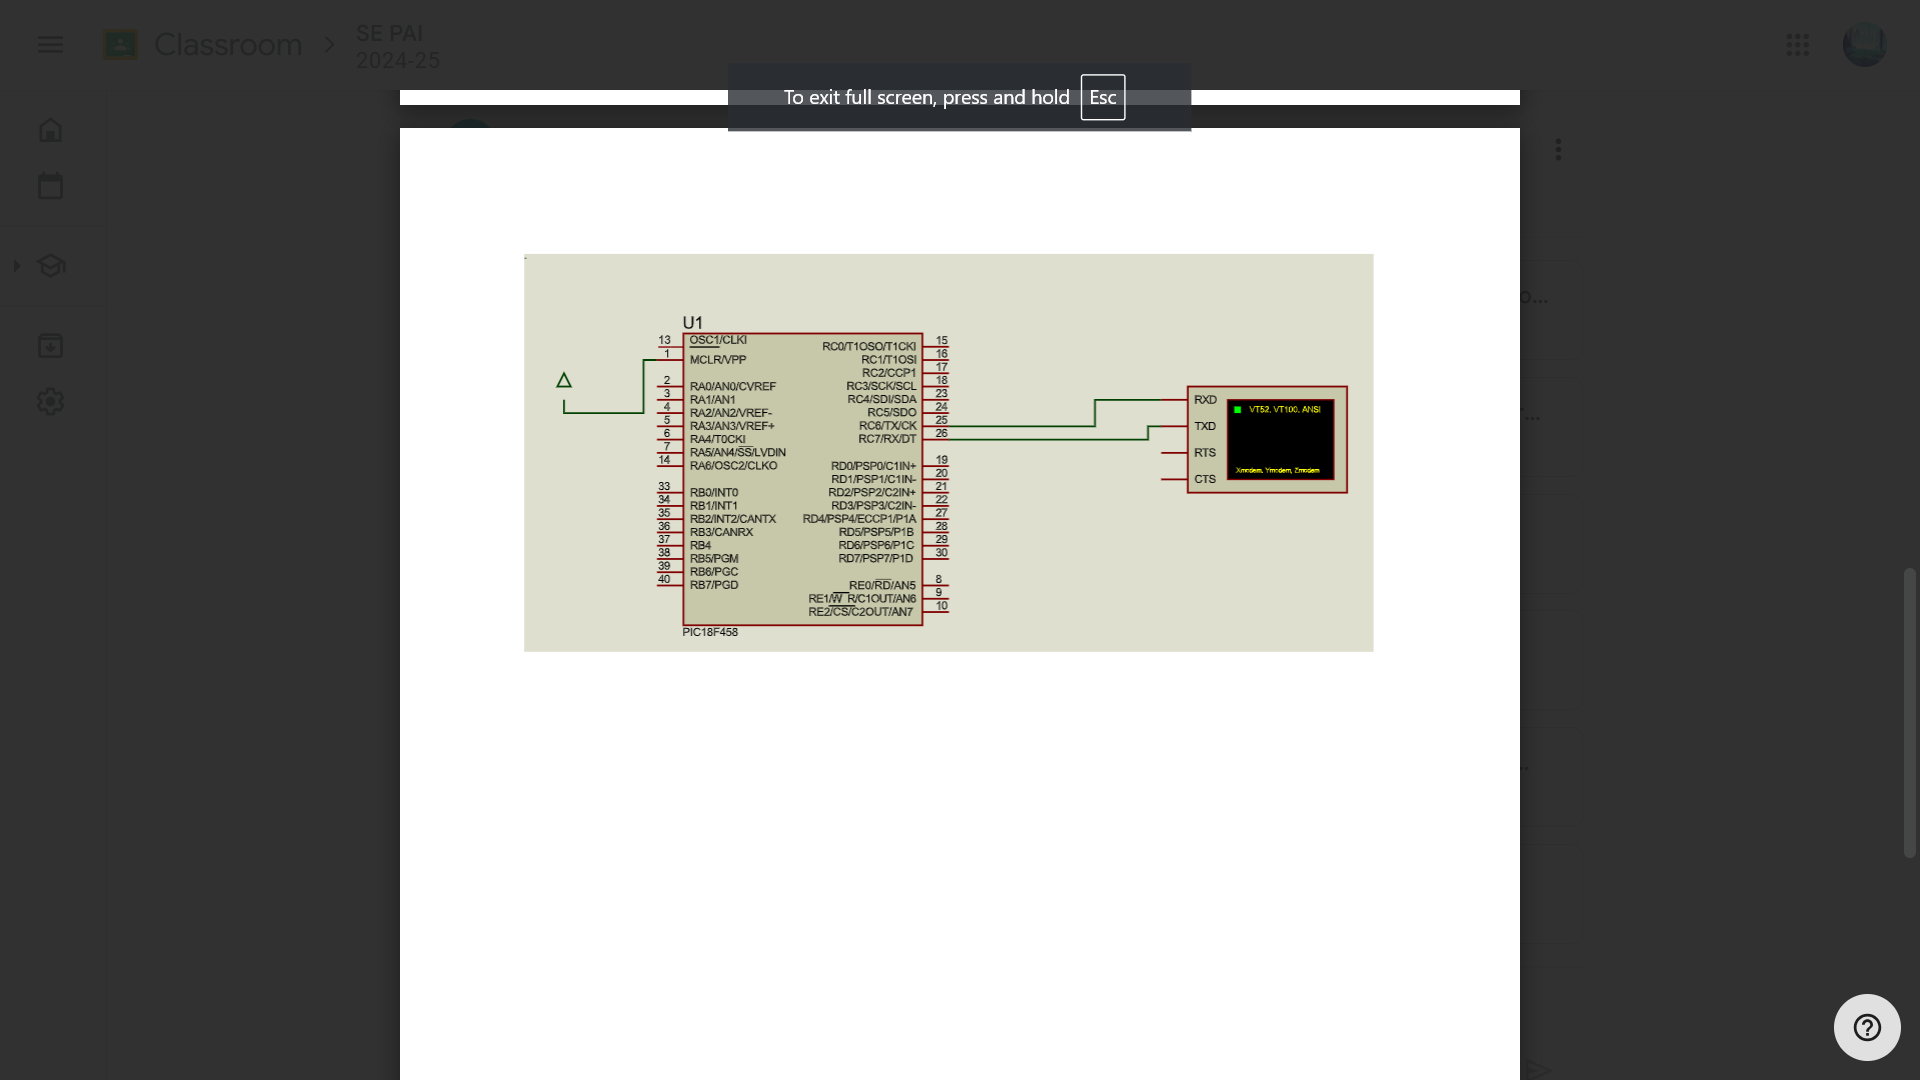 Classroom
SE PAI
2024-25
To exit full screen, press and hold Esc
U1
13 OSC1/CLKI
1 MCLR/VPP
2 RA0/AN0/CVREF
3 RA1/AN1
4 RA2/AN2/VREF-
5 RA3/AN3/VREF+
6 RA4/T0CKI
7 RA5/AN4/SS/LVDIN
14 RA6/OSC2/CLKO
33 RB0/INT0
34 RB1/INT1
35 RB2/INT2/CANTX
36 RB3/CANRX
37 RB4
38 RB5/PGM
39 RB6/PGC
40 RB7/PGD
RC0/T1OSO/T1CKI 15
RC1/T1OSI 16
RC2/CCP1 17
RC3/SCK/SCL 18
RC4/SDI/SDA 23
RC5/SDO 24
RC6/TX/CK 25
RC7/RX/DT 26
RD0/PSP0/C1IN+ 19
RD1/PSP1/C1IN- 20
RD2/PSP2/C2IN+ 21
RD3/PSP3/C2IN- 22
RD4/PSP4/ECCP1/P1A 27
RD5/PSP5/P1B 28
RD6/PSP6/P1C 29
RD7/PSP7/P1D 30
RE0/RD/AN5 8
RE1/WR/C1OUT/AN6 9
RE2/CS/C2OUT/AN7 10
PIC18F458
RXD
TXD
RTS
CTS
VT52, VT100, ANSI
Xmodem, Ymodem, Zmodem